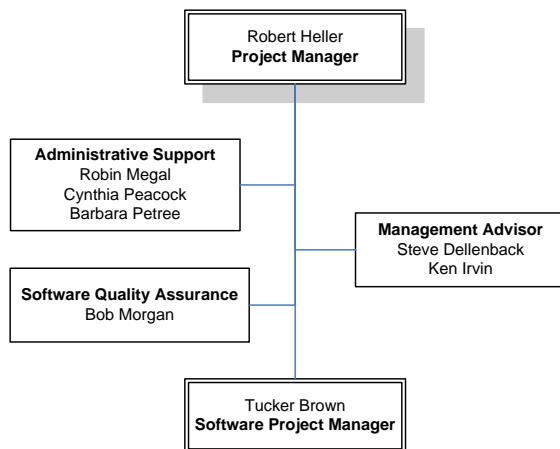 Robert Heller
Project Manager
Administrative Support
Robin Megal
Cynthia Peacock
Barbara Petree
Management Advisor
Steve Dellenback
Ken Irvin
Software Quality Assurance
Bob Morgan
Tucker Brown
Software Project Manager